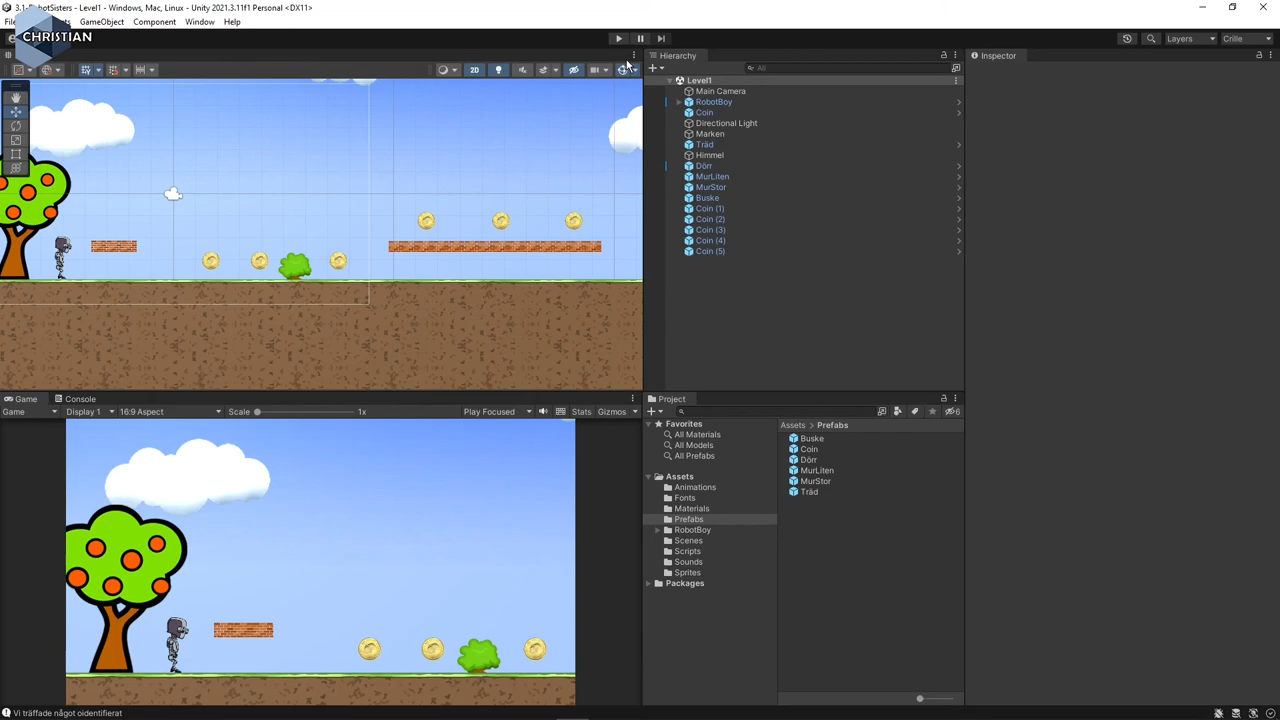 3.1-RobotSisters - Level1 - Windows, Mac, Linux - Unity 2021.3.11f1 Personal <DX11>
GameObject Component Window Help
CHRISTIAN
Layers Crille
2D
Hierarchy
All
Level1
Main Camera
RobotBoy
Coin
Directional Light
Marken
Träd
Himmel
Dörr
MurLiten
MurStor
Buske
Coin (1)
Coin (2)
Coin (3)
Coin (4)
Coin (5)
Inspector
Game Console
Game Display 1 16:9 Aspect Scale 1x Play Focused Stats Gizmos
Project
6
Favorites
All Materials
All Models
All Prefabs
Assets
Animations
Fonts
Materials
Prefabs
RobotBoy
Scenes
Scripts
Sounds
Sprites
Packages
Assets > Prefabs
Buske
Coin
Dörr
MurLiten
MurStor
Träd
Vi träffade något oidentifierat